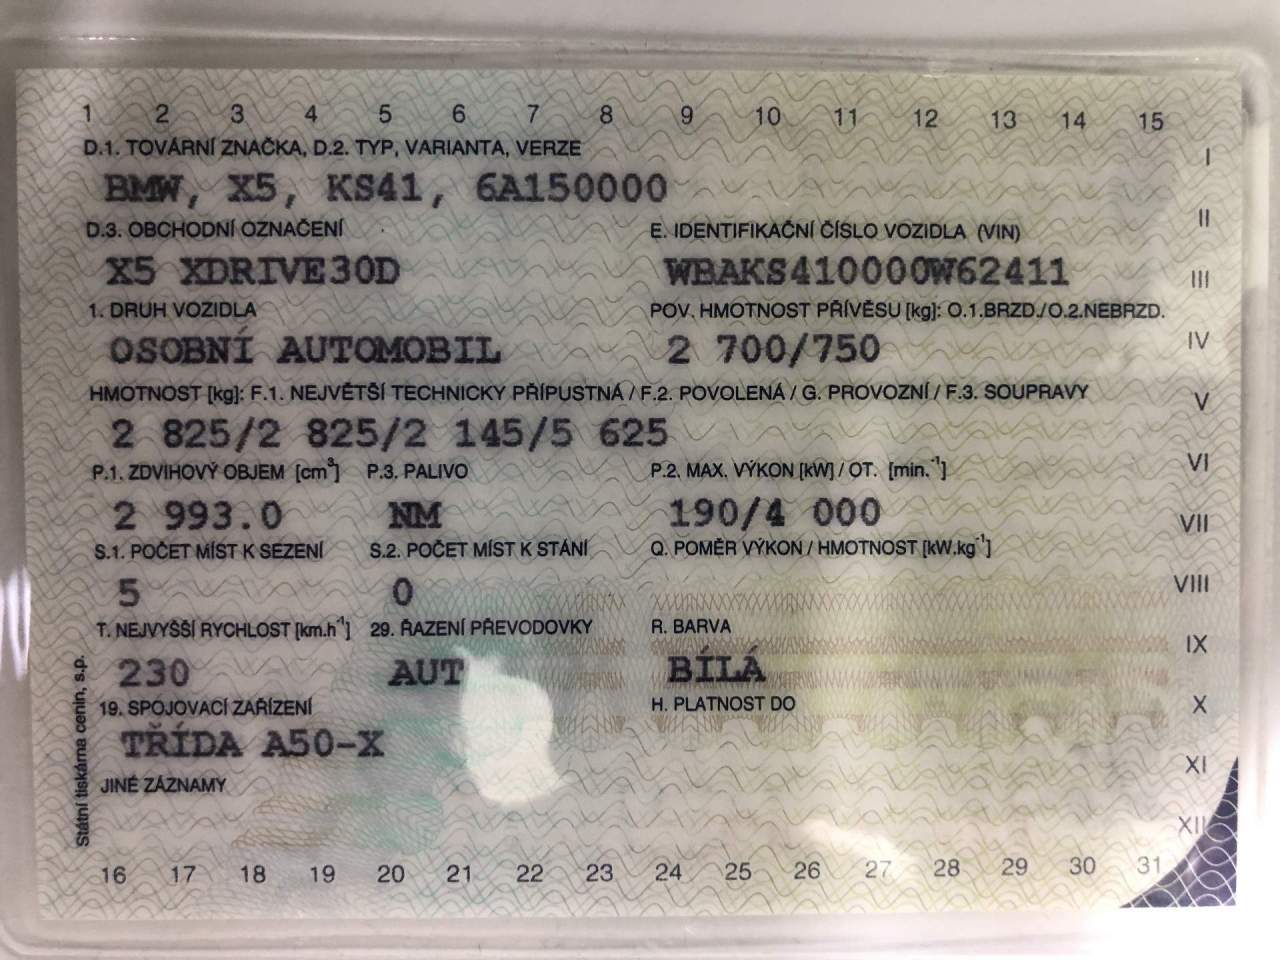 1 2 3 4 5 6 7 8 9 10 11 12 13 14 15
D.1. TOVÁRNÍ ZNAČKA, D.2. TYP, VARIANTA, VERZE
I
BMW, X5, KS41, 6A150000
D.3. OBCHODNÍ OZNAČENÍ E. IDENTIFIKAČNÍ ČÍSLO VOZIDLA (VIN)
II
X5 XDRIVE30D WBAKS410000W62411
III
1. DRUH VOZIDLA POV. HMOTNOST PŘÍVĚSU [kg]: O.1.BRZD./O.2.NEBRZD.
OSOBNÍ AUTOMOBIL 2 700/750
IV
HMOTNOST [kg]: F.1. NEJVĚTŠÍ TECHNICKY PŘÍPUSTNÁ / F.2. POVOLENÁ / G. PROVOZNÍ / F.3. SOUPRAVY
V
2 825/2 825/2 145/5 625
P.1. ZDVIHOVÝ OBJEM [cm³] P.3. PALIVO P.2. MAX. VÝKON [kW] / OT. [min.⁻¹]
VI
2 993.0 NM 190/4 000
VII
S.1. POČET MÍST K SEZENÍ S.2. POČET MÍST K STÁNÍ Q. POMĚR VÝKON / HMOTNOST [kW.kg⁻¹]
5 0
VIII
T. NEJVYŠŠÍ RYCHLOST [km.h⁻¹] 29. ŘAZENÍ PŘEVODOVKY R. BARVA
IX
230 AUT BÍLÁ
19. SPOJOVACÍ ZAŘÍZENÍ H. PLATNOST DO
X
TŘÍDA A50-X
XI
JINÉ ZÁZNAMY
XII
Státní tiskárna cenin, s.p.
16 17 18 19 20 21 22 23 24 25 26 27 28 29 30 31